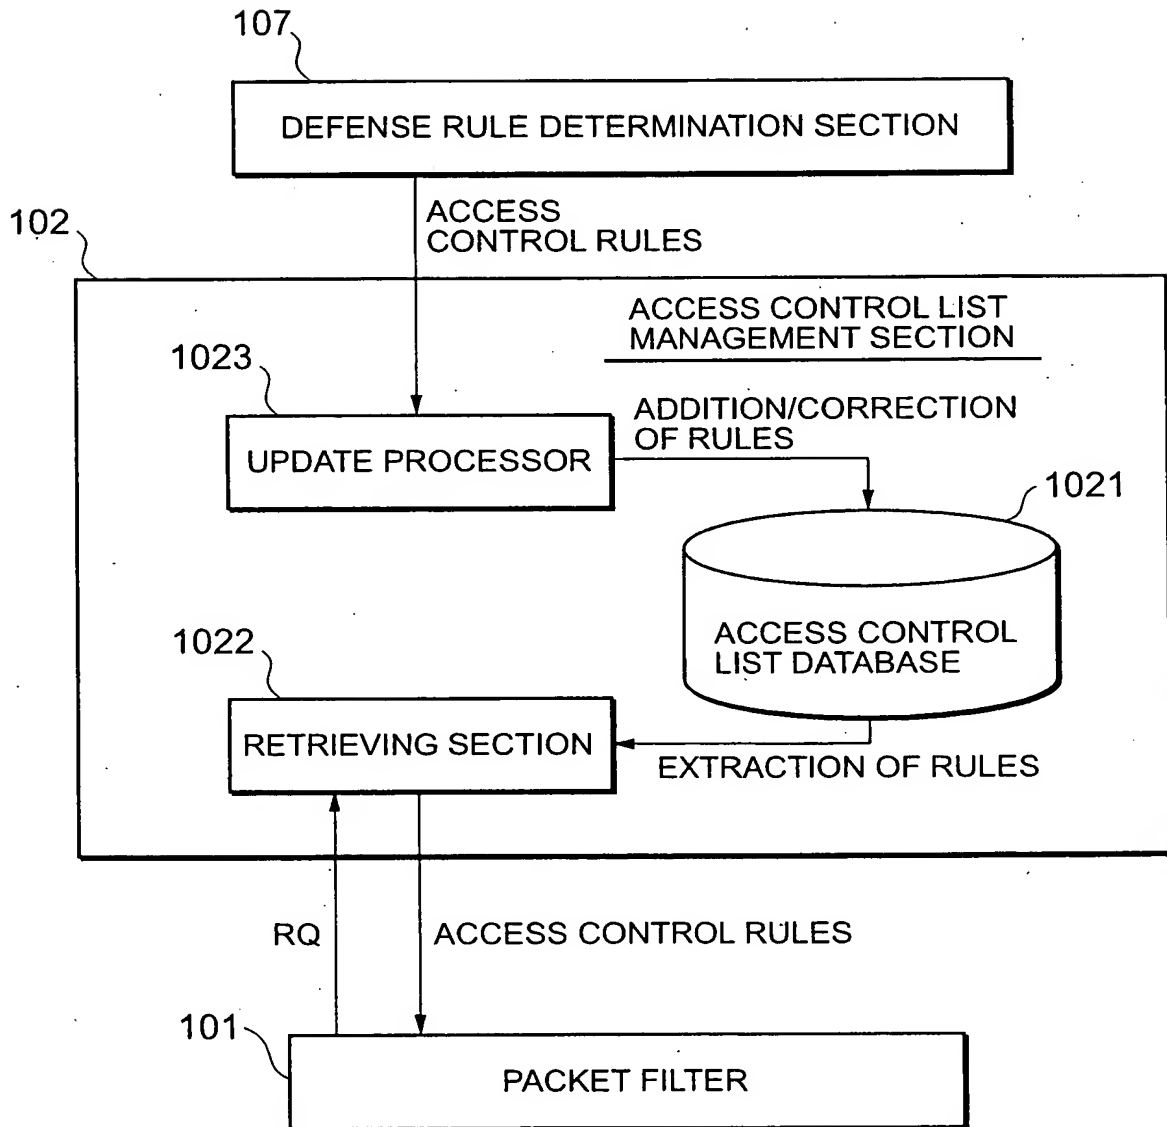 107
DEFENSE RULE DETERMINATION SECTION
ACCESS
CONTROL RULES
102
ACCESS CONTROL LIST
MANAGEMENT SECTION
1023
UPDATE PROCESSOR
ADDITION/CORRECTION
OF RULES
1021
ACCESS CONTROL
LIST DATABASE
1022
RETRIEVING SECTION
EXTRACTION OF RULES
RQ
ACCESS CONTROL RULES
101
PACKET FILTER